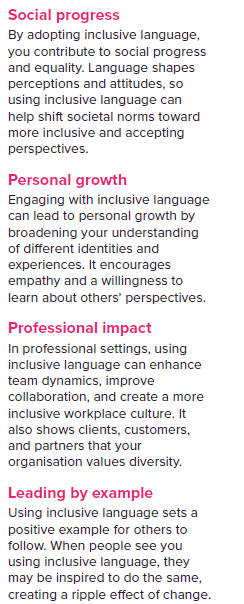 Social progress
By adopting inclusive language,
you contribute to social progress
and equality. Language shapes
perceptions and attitudes, so
using inclusive language can
help shift societal norms toward
more inclusive and accepting
perspectives.
Personal growth
Engaging with inclusive language
can lead to personal growth by
broadening your understanding
of different identities and
experiences. It encourages
empathy and a willingness to
learn about others’ perspectives.
Professional impact
In professional settings, using
inclusive language can enhance
team dynamics, improve
collaboration, and create a more
inclusive workplace culture. It
also shows clients, customers,
and partners that your
organisation values diversity.
Leading by example
Using inclusive language sets a
positive example for others to
follow. When people see you
using inclusive language, they
may be inspired to do the same,
creating a ripple effect of change.